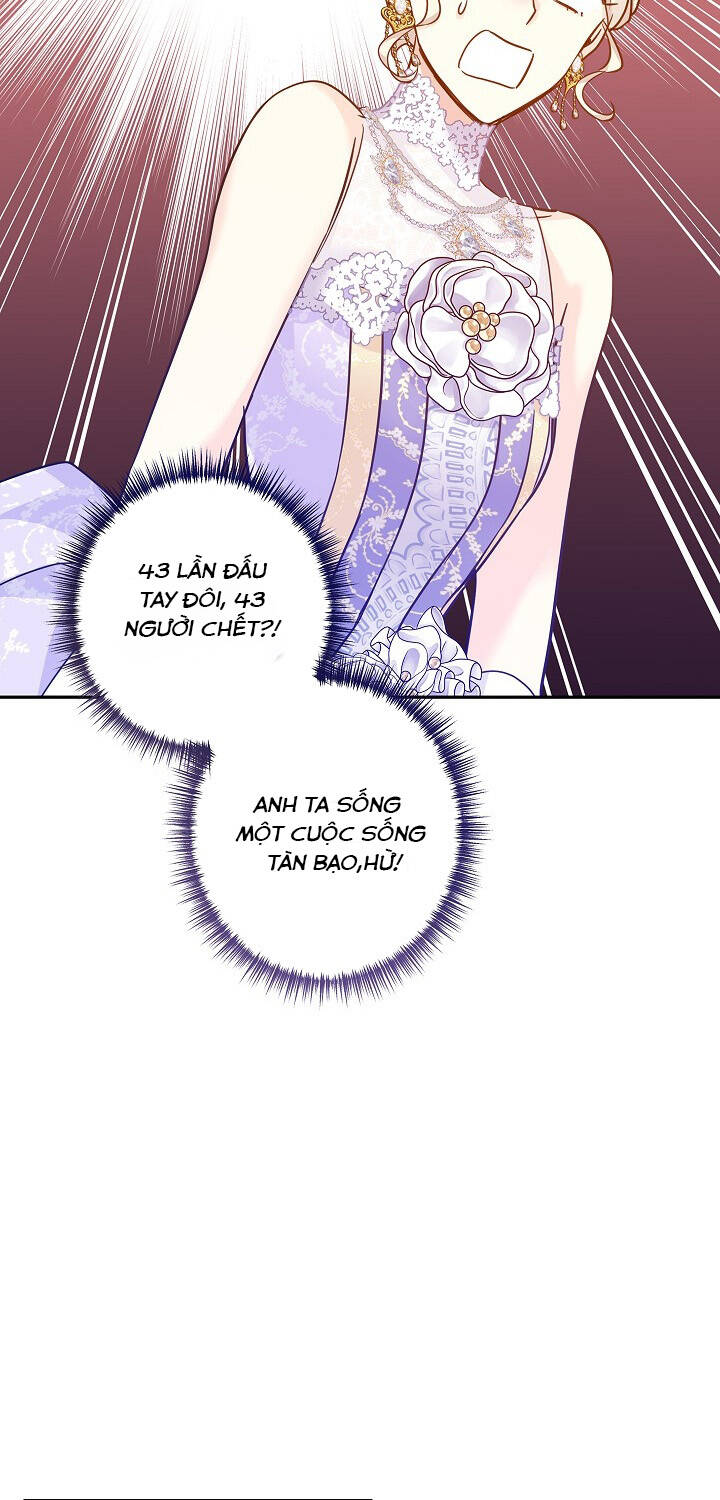 43 LẦN ĐẤU
TAY ĐÔI, 43
NGƯỜI CHẾT?!
ANH TA SỐNG
MỘT CUỘC SỐNG
TÀN BẠO,HỪ!